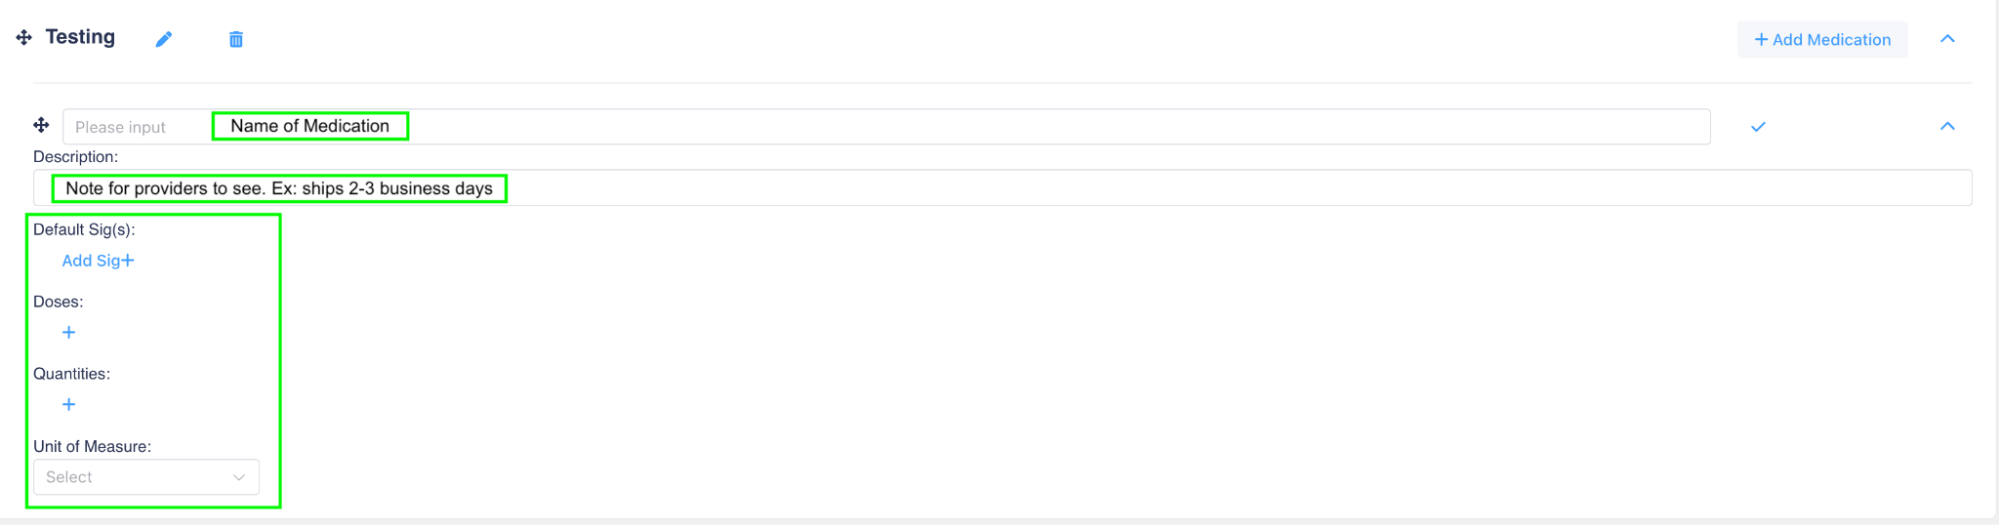 Testing
+ Add Medication
Please input Name of Medication
Description:
Note for providers to see. Ex: ships 2-3 business days
Default Sig(s):
Add Sig+
Doses:
+
Quantities:
+
Unit of Measure:
Select